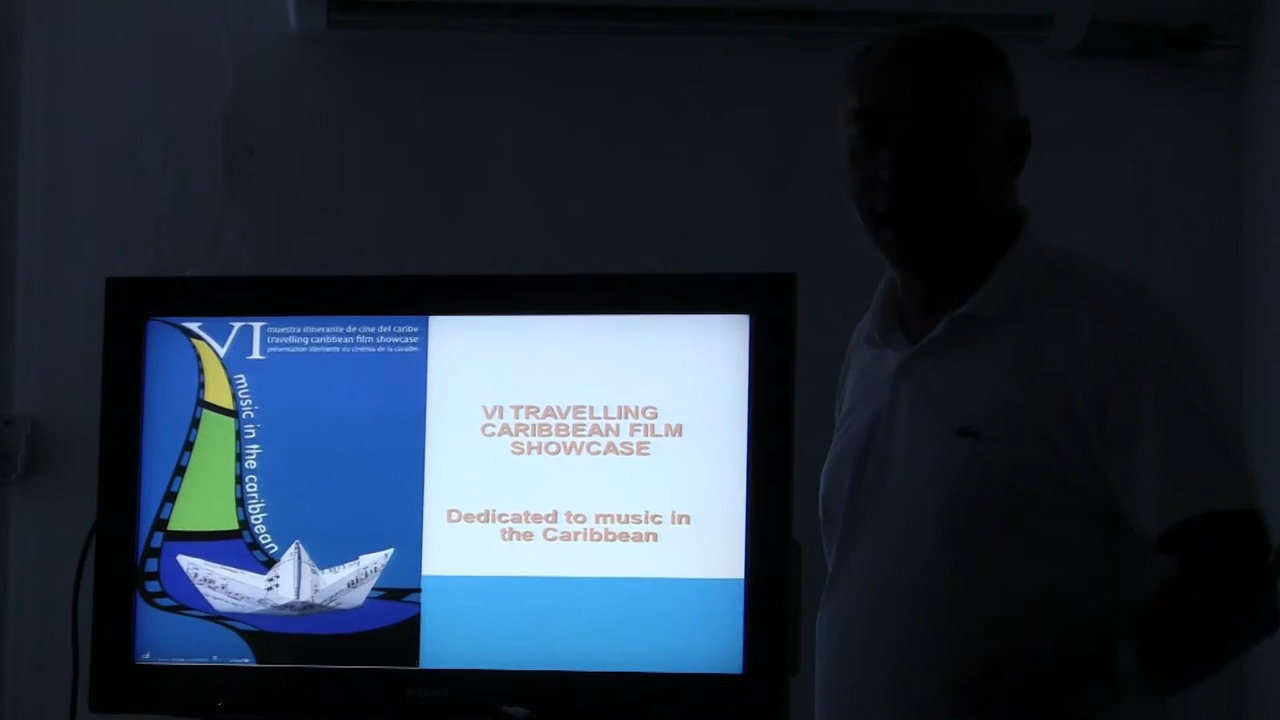 VI
muestra itinerante de cine del caribe
travelling caribbean film showcase
présentation itinérante du cinéma de la caraïbe
music in the caribbean
VI TRAVELLING
CARIBBEAN FILM
SHOWCASE
Dedicated to music in
the Caribbean